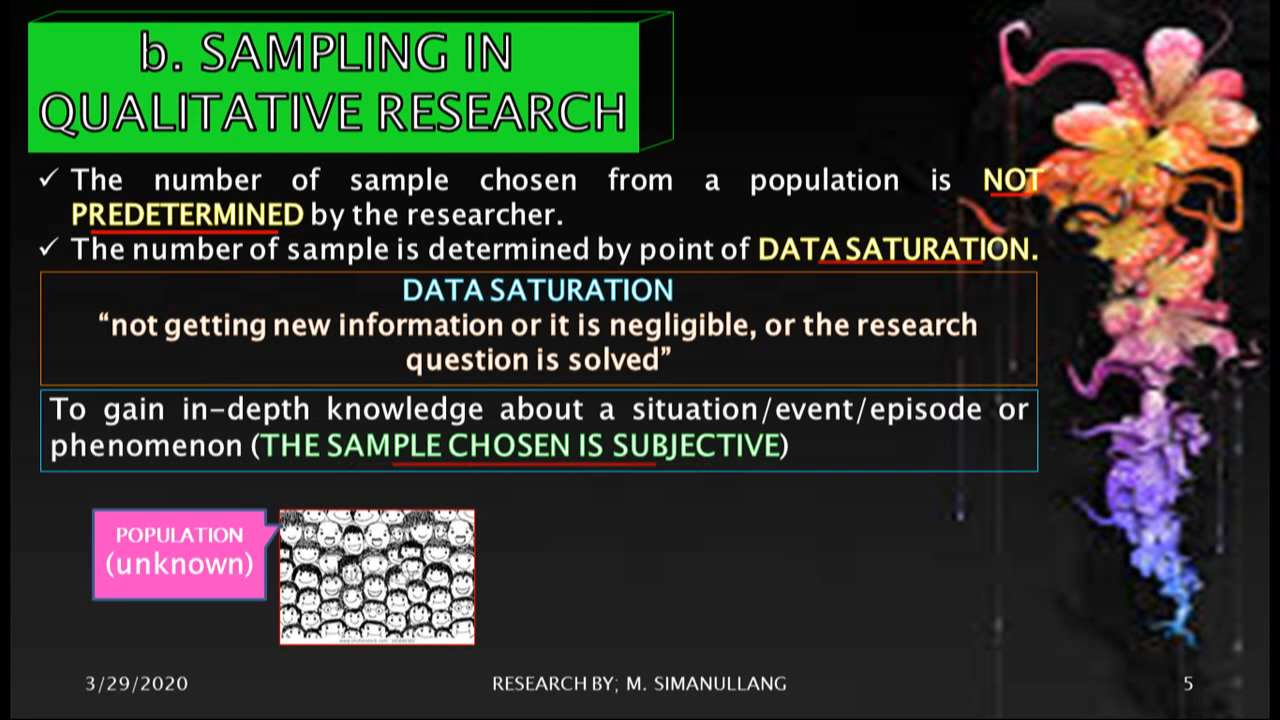 b. SAMPLING IN
QUALITATIVE RESEARCH
✓ The number of sample chosen from a population is NOT
PREDETERMINED by the researcher.
✓ The number of sample is determined by point of DATA SATURATION.
DATA SATURATION
“not getting new information or it is negligible, or the research
question is solved”
To gain in-depth knowledge about a situation/event/episode or
phenomenon (THE SAMPLE CHOSEN IS SUBJECTIVE)
POPULATION
(unknown)
3/29/2020
RESEARCH BY; M. SIMANULLANG
5